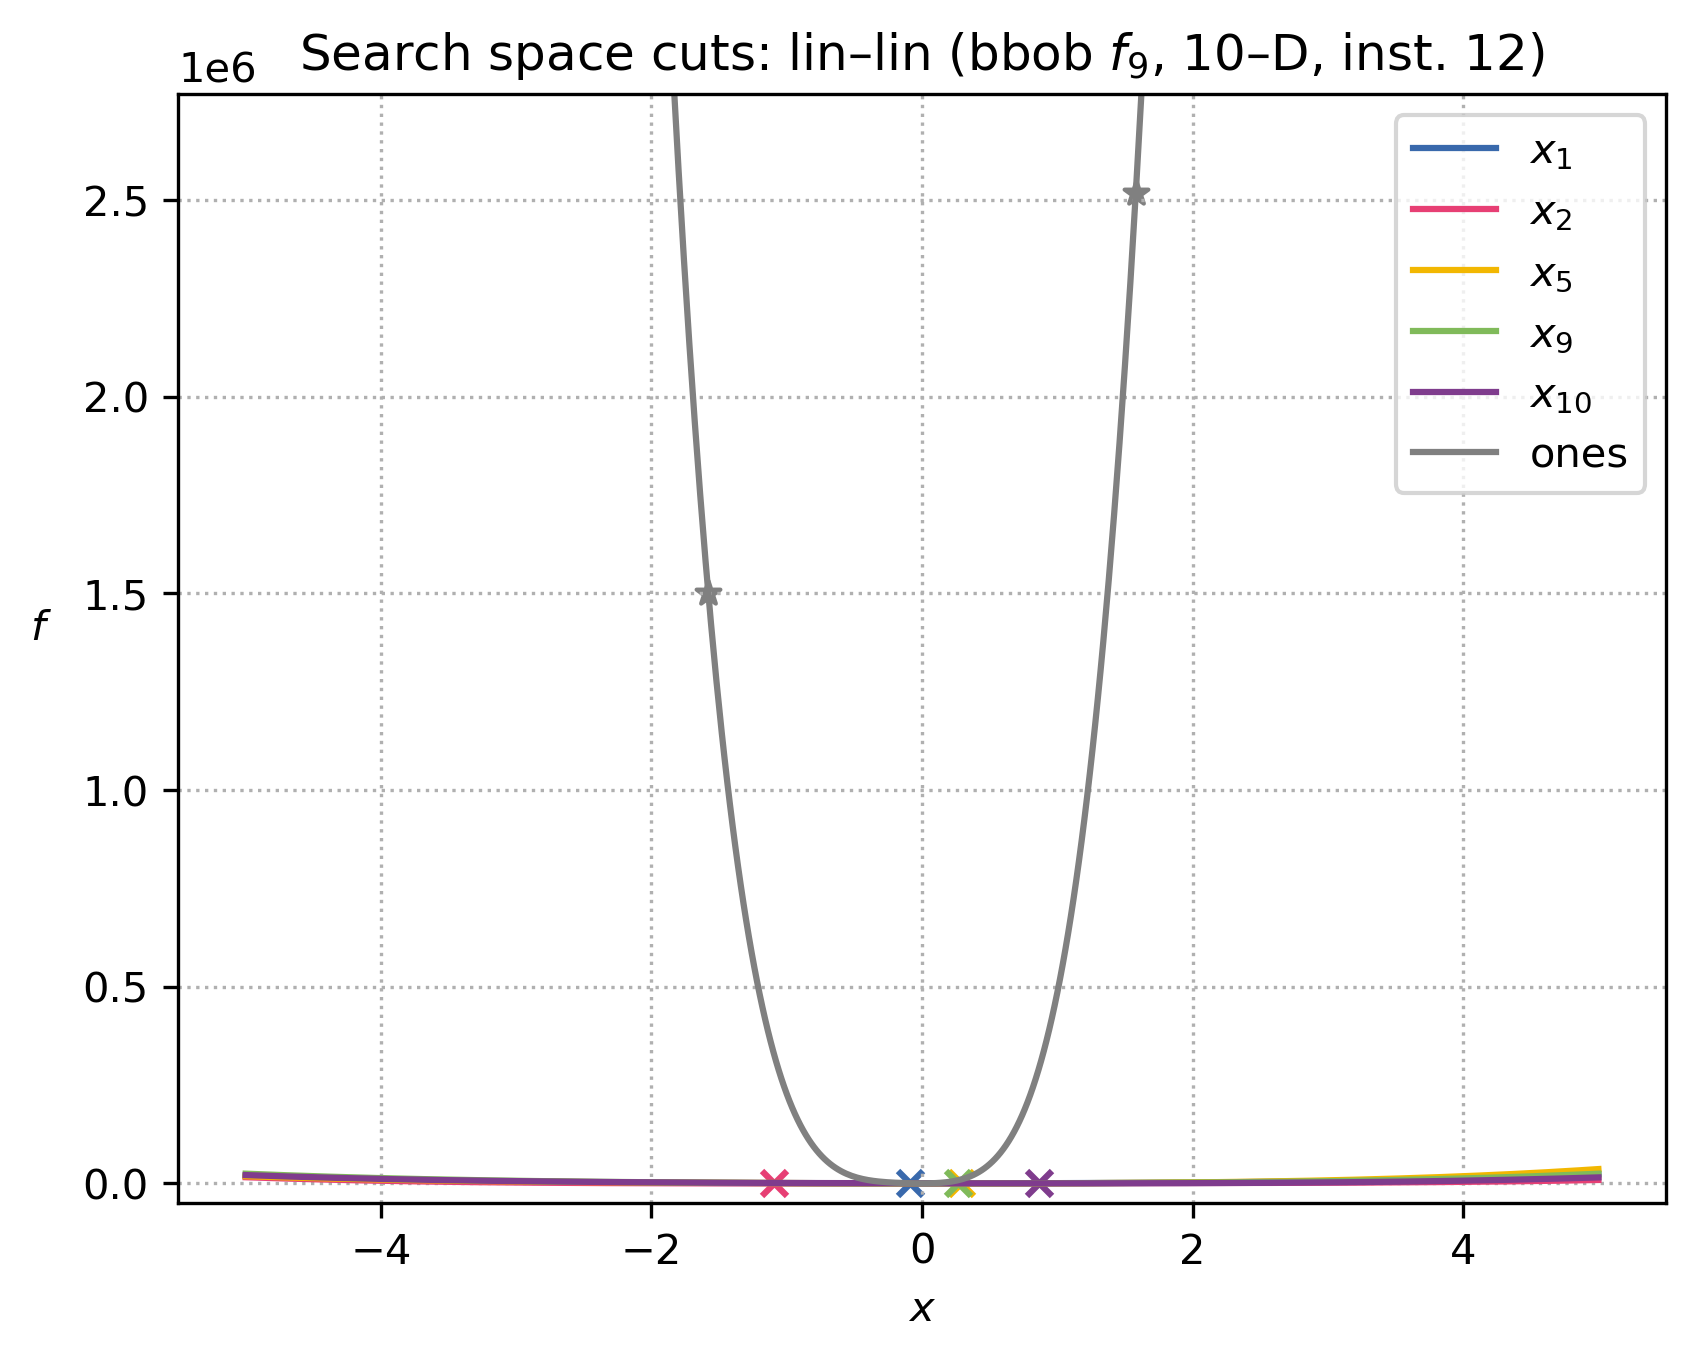 Search space cuts: lin–lin (bbob f₉, 10–D, inst. 12)
1e6
2.5
2.0
1.5
1.0
0.5
0.0
f
−4
−2
0
2
4
x
x₁
x₂
x₅
x₉
x₁₀
ones